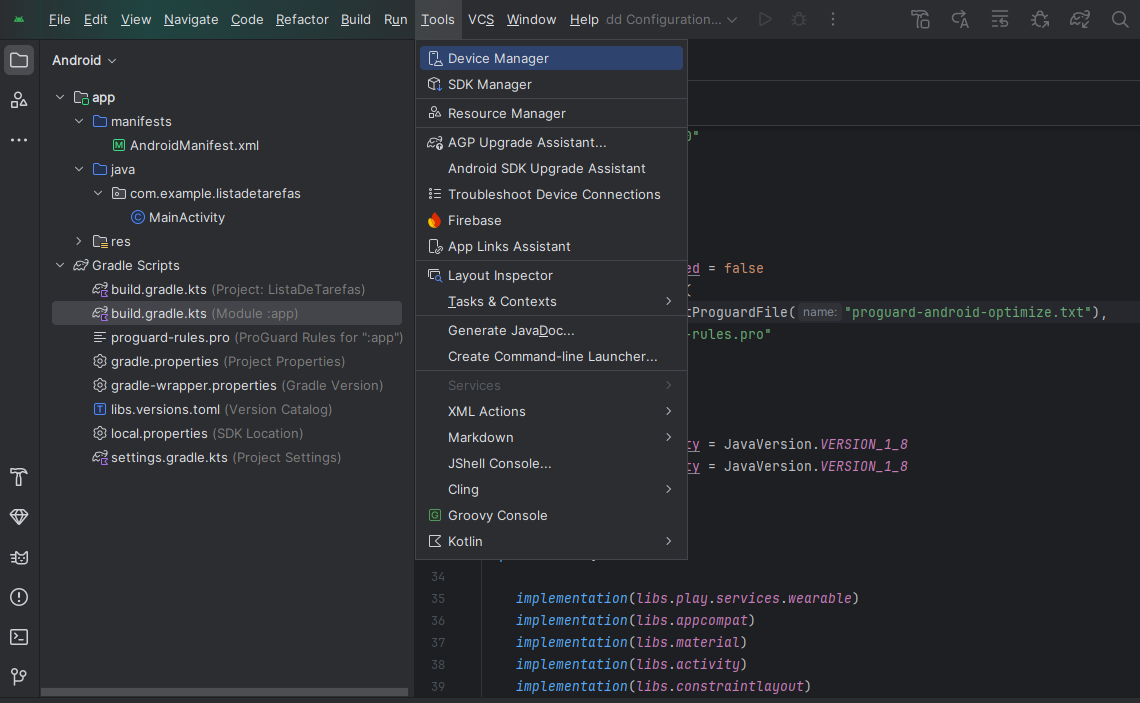 File Edit View Navigate Code Refactor Build Run Tools VCS Window Help dd Configuration...
Android
app
manifests
AndroidManifest.xml
java
com.example.listadetarefas
MainActivity
res
Gradle Scripts
build.gradle.kts (Project: ListaDeTarefas)
build.gradle.kts (Module :app)
proguard-rules.pro (ProGuard Rules for ":app")
gradle.properties (Project Properties)
gradle-wrapper.properties (Gradle Version)
libs.versions.toml (Version Catalog)
local.properties (SDK Location)
settings.gradle.kts (Project Settings)
Device Manager
SDK Manager
Resource Manager
AGP Upgrade Assistant...
Android SDK Upgrade Assistant
Troubleshoot Device Connections
Firebase
App Links Assistant
Layout Inspector
Tasks & Contexts
Generate JavaDoc...
Create Command-line Launcher...
Services
XML Actions
Markdown
JShell Console...
Cling
Groovy Console
Kotlin
"
ed = false
{
tProguardFile( name: "proguard-android-optimize.txt"),
-rules.pro"
ty = JavaVersion.VERSION_1_8
ty = JavaVersion.VERSION_1_8
34
35 implementation(libs.play.services.wearable)
36 implementation(libs.appcompat)
37 implementation(libs.material)
38 implementation(libs.activity)
39 implementation(libs.constraintlayout)